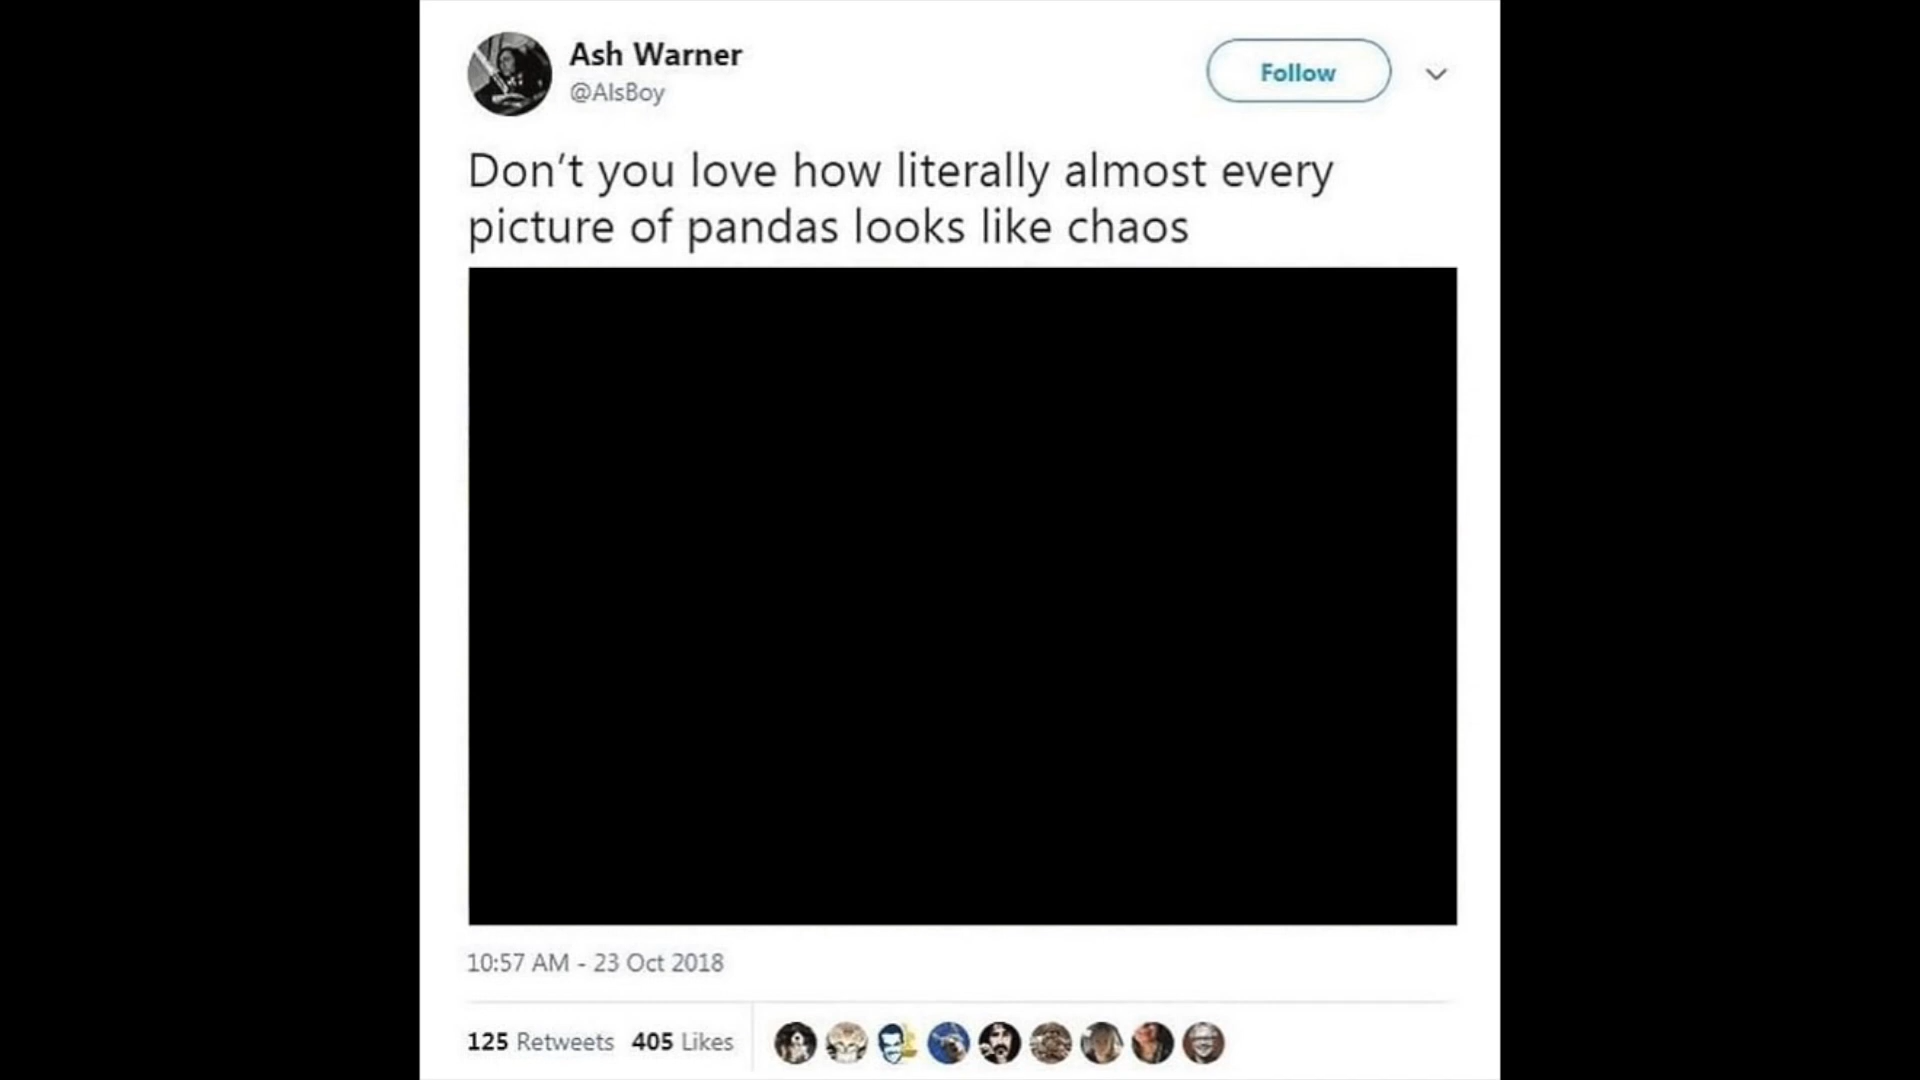 Ash Warner
@AlsBoy
Follow
Don't you love how literally almost every
picture of pandas looks like chaos
10:57 AM - 23 Oct 2018
125 Retweets 405 Likes